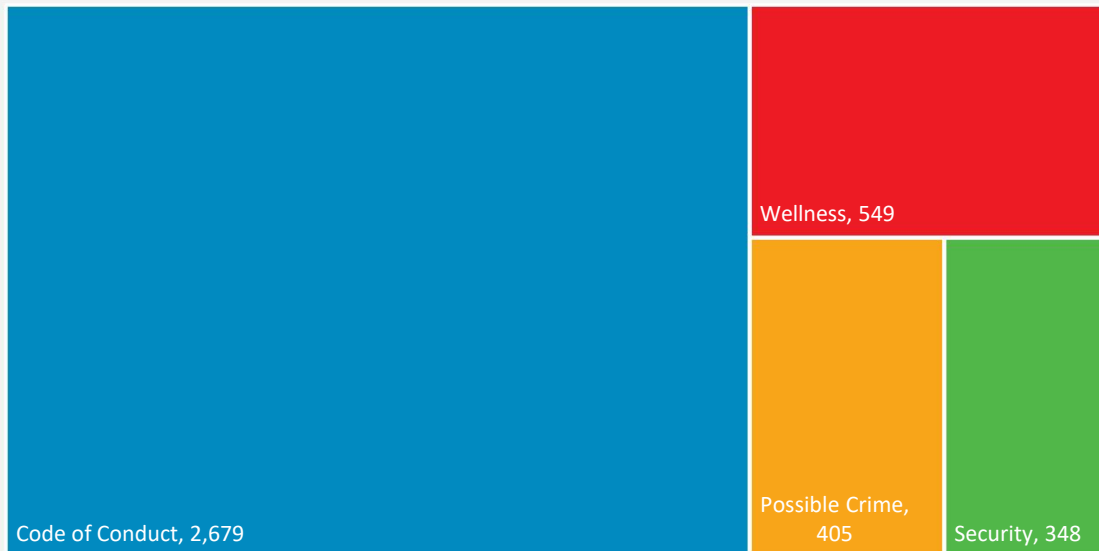 Wellness, 549
Code of Conduct, 2,679
Possible Crime,
405
Security, 348